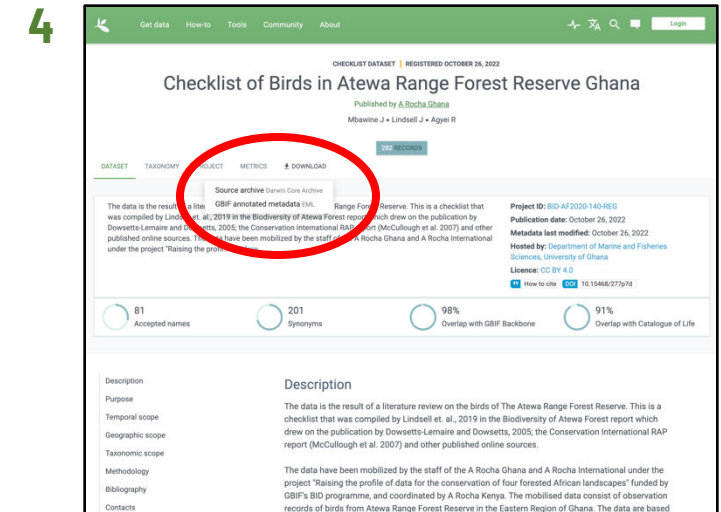 4
Get data How-to Tools Community About Login
CHECKLIST DATASET | REGISTERED OCTOBER 26, 2022
Checklist of Birds in Atewa Range Forest Reserve Ghana
Published by A Rocha Ghana
Mbawine J • Lindsell J • Agyei R
282 RECORDS
DATASET TAXONOMY PROJECT METRICS DOWNLOAD
Source archive Darwin Core Archive
GBIF annotated metadata EML
The data is the result of a Range Forest Reserve. This is a checklist that
was compiled by Lindsell et. al., 2019 in the Biodiversity of Atewa Forest report which drew on the publication by
Dowsetts-Lemaire and Dowsetts, 2005; the Conservation International RAP report (McCullough et al. 2007) and other
published online sources. The data have been mobilized by the staff of A Rocha Ghana and A Rocha International
under the project "Raising the
Project ID: BID-AF2020-140-REG
Publication date: October 26, 2022
Metadata last modified: October 26, 2022
Hosted by: Department of Marine and Fisheries
Sciences, University of Ghana
Licence: CC BY 4.0
How to cite DOI 10.15468/277p7d
81
Accepted names
201
Synonyms
98%
Overlap with GBIF Backbone
91%
Overlap with Catalogue of Life
Description
Purpose
Temporal scope
Geographic scope
Taxonomic scope
Methodology
Bibliography
Contacts
Description
The data is the result of a literature review on the birds of The Atewa Range Forest Reserve. This is a
checklist that was compiled by Lindsell et al., 2019 in the Biodiversity of Atewa Forest report which
drew on the publication by Dowsetts-Lemaire and Dowsetts, 2005; the Conservation International RAP
report (McCullough et al. 2007) and other published online sources.
The data have been mobilized by the staff of the A Rocha Ghana and A Rocha International under the
project "Raising the profile of data for the conservation of four forested African landscapes" funded by
GBIF's BID programme, and coordinated by A Rocha Kenya. The mobilised data consist of observation
records of birds from Atewa Range Forest Reserve in the Eastern Region of Ghana. The data are based